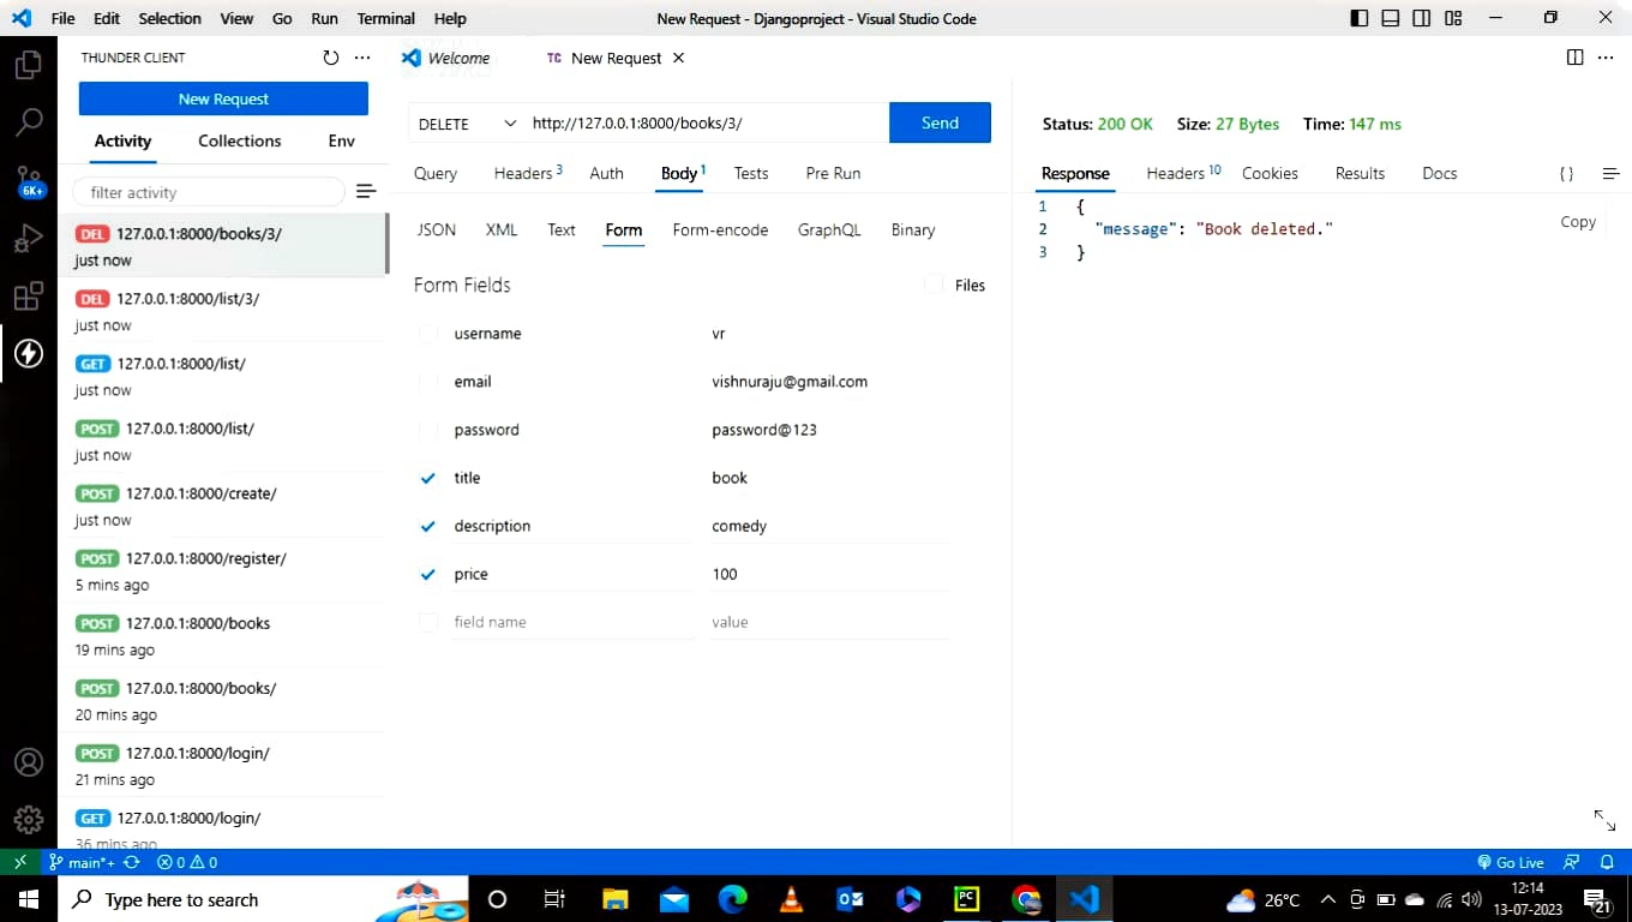 File Edit Selection View Go Run Terminal Help New Request - Djangoproject - Visual Studio Code
THUNDER CLIENT
Welcome
TC New Request
New Request
Activity Collections Env
filter activity
DEL 127.0.0.1:8000/books/3/
just now
DEL 127.0.0.1:8000/list/3/
just now
GET 127.0.0.1:8000/list/
just now
POST 127.0.0.1:8000/list/
just now
POST 127.0.0.1:8000/create/
just now
POST 127.0.0.1:8000/register/
5 mins ago
POST 127.0.0.1:8000/books
19 mins ago
POST 127.0.0.1:8000/books/
20 mins ago
POST 127.0.0.1:8000/login/
21 mins ago
GET 127.0.0.1:8000/login/
36 mins ago
6K+
DELETE http://127.0.0.1:8000/books/3/ Send
Query Headers 3 Auth Body 1 Tests Pre Run
JSON XML Text Form Form-encode GraphQL Binary
Form Fields Files
username vr
email vishnuraju@gmail.com
password password@123
title book
description comedy
price 100
field name value
Status: 200 OK Size: 27 Bytes Time: 147 ms
Response Headers 10 Cookies Results Docs { }
1 {
2 "message": "Book deleted."
3 }
Copy
main*+ 0 0 Go Live
Type here to search
PC
26°C
12:14
13-07-2023
21